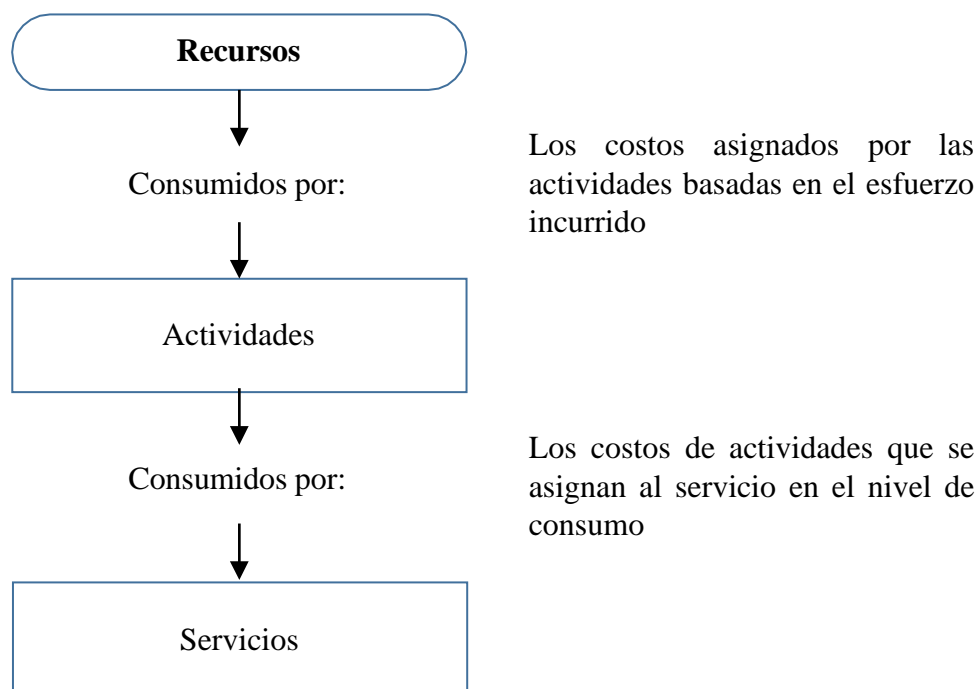 Recursos
Consumidos por:
Los costos asignados por las
actividades basadas en el esfuerzo
incurrido
Actividades
Consumidos por:
Los costos de actividades que se
asignan al servicio en el nivel de
consumo
Servicios